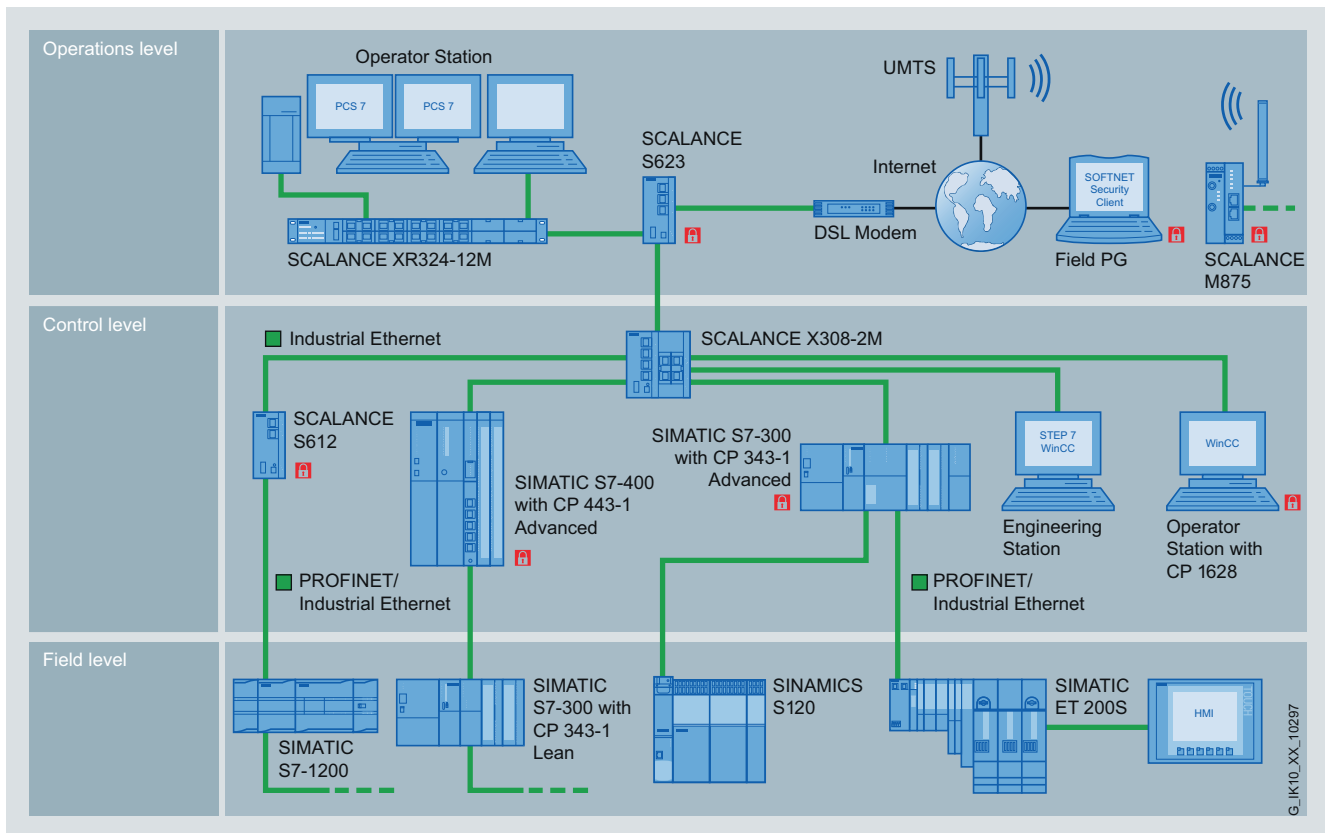 Operations level
Operator Station
PCS 7
PCS 7
SCALANCE
S623
UMTS
Internet
SOFTNET
Security
Client
SCALANCE XR324-12M
DSL Modem
Field PG
SCALANCE
M875
Control level
Industrial Ethernet
SCALANCE X308-2M
SCALANCE
S612
SIMATIC S7-400
with CP 443-1
Advanced
SIMATIC S7-300
with CP 343-1
Advanced
STEP 7
WinCC
WinCC
Engineering
Station
Operator
Station with
CP 1628
PROFINET/
Industrial Ethernet
PROFINET/
Industrial Ethernet
Field level
SIMATIC
S7-1200
SIMATIC
S7-300 with
CP 343-1
Lean
SINAMICS
S120
SIMATIC
ET 200S
HMI
G_IK10_XX_10297